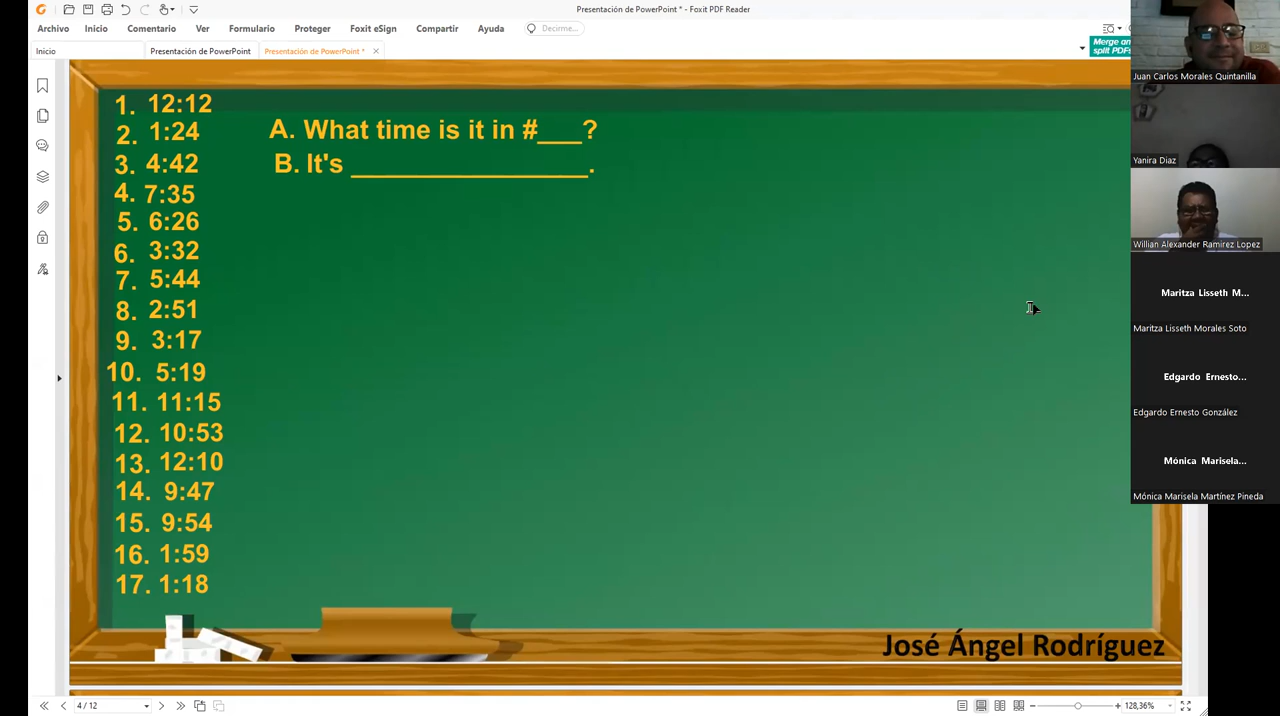 Presentación de PowerPoint * - Foxit PDF Reader
Archivo Inicio Comentario Ver Formulario Proteger Foxit eSign Compartir Ayuda Decirme...
Inicio Presentación de PowerPoint Presentación de PowerPoint * ×
Merge an
split PDFs
1. 12:12
2. 1:24
3. 4:42
4. 7:35
5. 6:26
6. 3:32
7. 5:44
8. 2:51
9. 3:17
10. 5:19
11. 11:15
12. 10:53
13. 12:10
14. 9:47
15. 9:54
16. 1:59
17. 1:18
A. What time is it in #___?
B. It's ________________.
José Ángel Rodríguez
Juan Carlos Morales Quintanilla
Yanira Diaz
Willian Alexander Ramirez Lopez
Maritza Lisseth M...
Maritza Lisseth Morales Soto
Edgardo Ernesto...
Edgardo Ernesto González
Mónica Marisela...
Mónica Marisela Martínez Pineda
4 / 12
128,36%